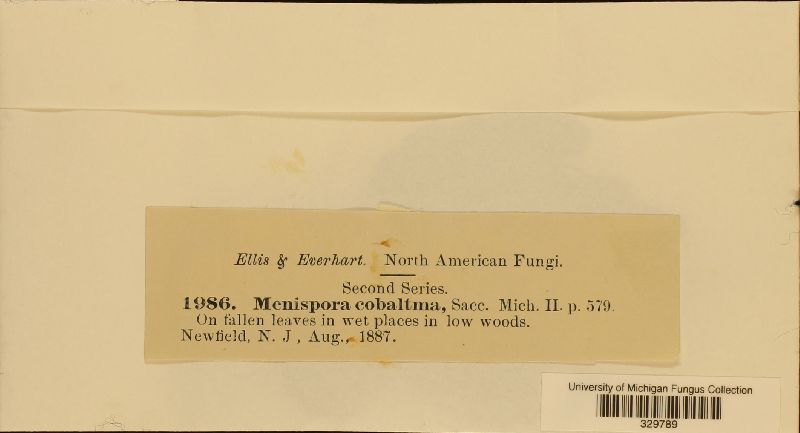 Ellis & Everhart. North American Fungi.
Second Series.
1986. Menispora cobaltina, Sacc. Mich. II. p. 579.
On fallen leaves in wet places in low woods.
Newfield, N. J, Aug., 1887.
University of Michigan Fungus Collection
329789